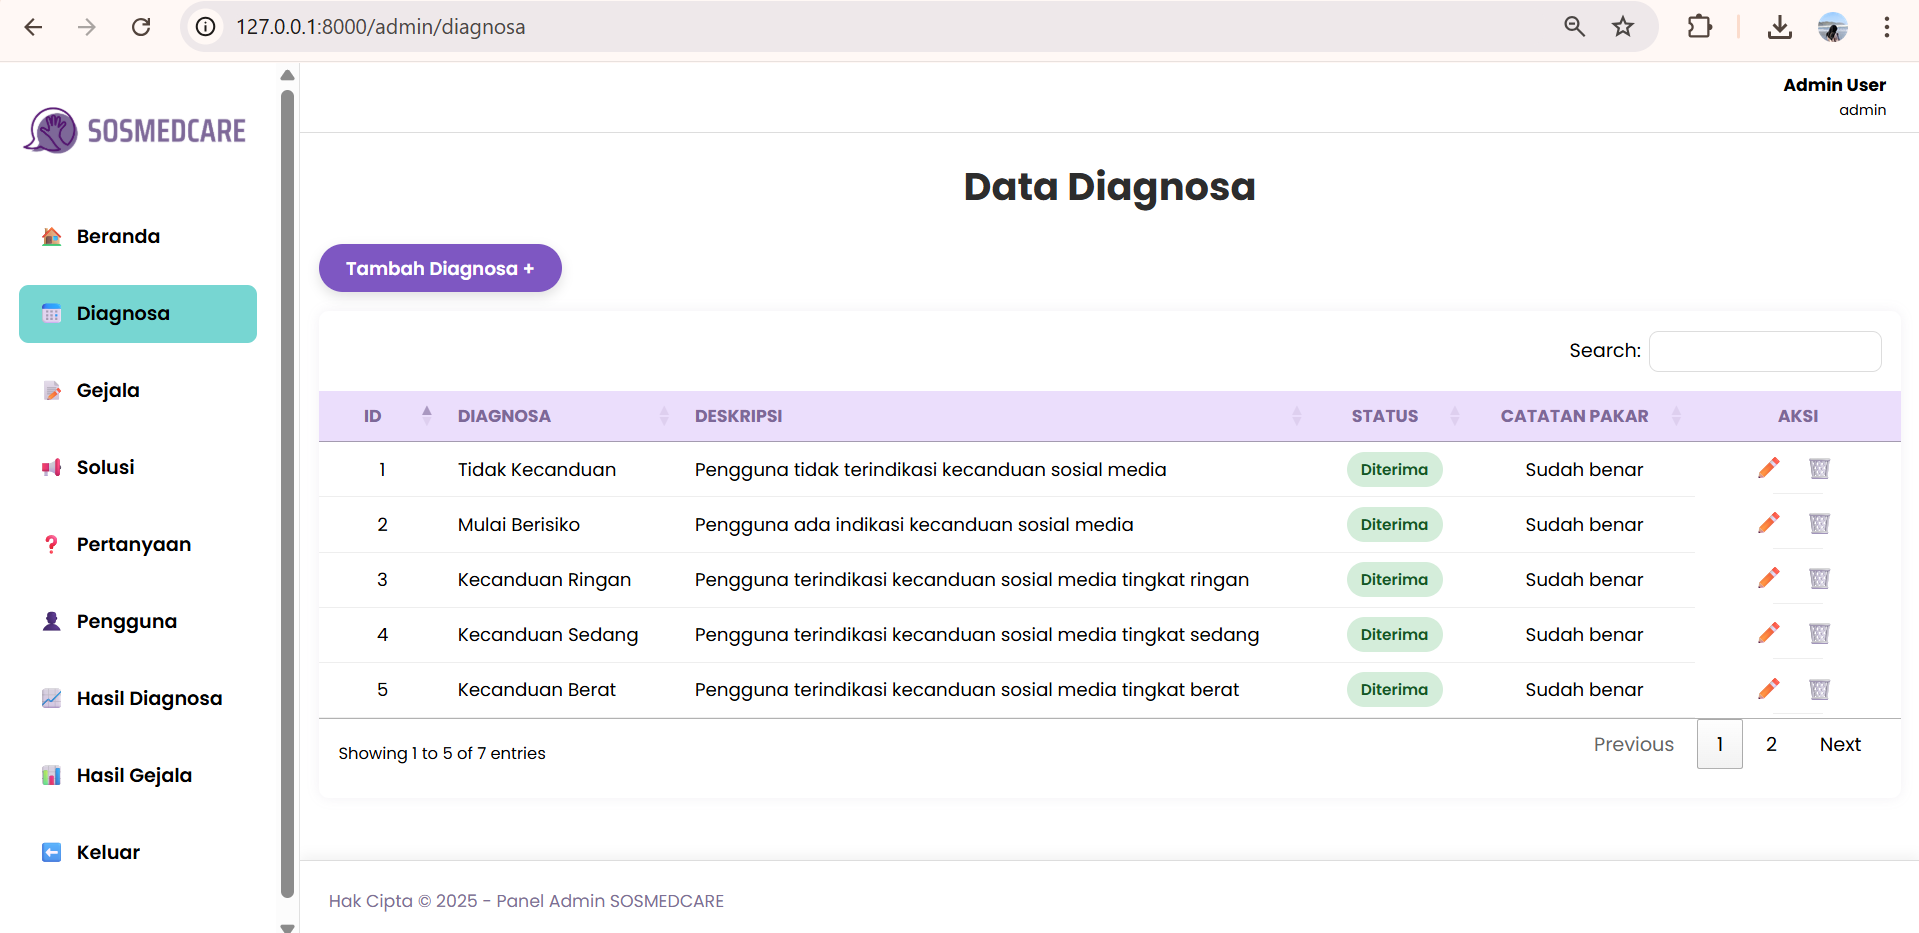 127.0.0.1:8000/admin/diagnosa
SOSMEDCARE
Admin User
admin
Beranda
Diagnosa
Gejala
Solusi
Pertanyaan
Pengguna
Hasil Diagnosa
Hasil Gejala
Keluar
Data Diagnosa
Tambah Diagnosa +
Search:
ID DIAGNOSA DESKRIPSI STATUS CATATAN PAKAR AKSI
1 Tidak Kecanduan Pengguna tidak terindikasi kecanduan sosial media Diterima Sudah benar
2 Mulai Berisiko Pengguna ada indikasi kecanduan sosial media Diterima Sudah benar
3 Kecanduan Ringan Pengguna terindikasi kecanduan sosial media tingkat ringan Diterima Sudah benar
4 Kecanduan Sedang Pengguna terindikasi kecanduan sosial media tingkat sedang Diterima Sudah benar
5 Kecanduan Berat Pengguna terindikasi kecanduan sosial media tingkat berat Diterima Sudah benar
Showing 1 to 5 of 7 entries
Previous 1 2 Next
Hak Cipta © 2025 - Panel Admin SOSMEDCARE